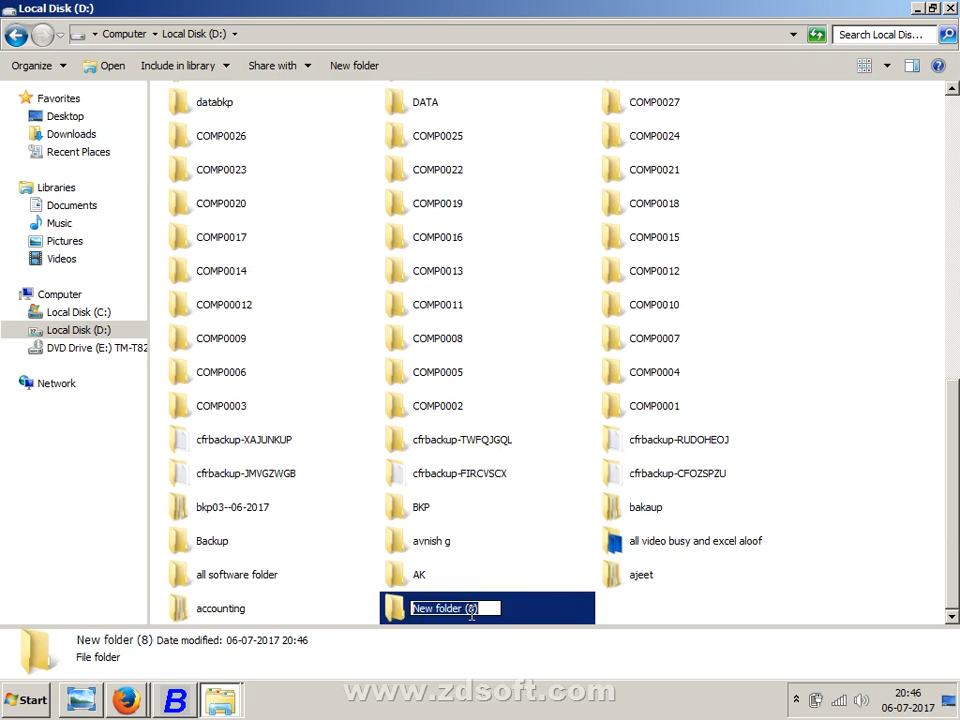 Local Disk (D:)
Computer Local Disk (D:) Search Local Dis...
Organize Open Include in library Share with New folder
Favorites
Desktop
Downloads
Recent Places
Libraries
Documents
Music
Pictures
Videos
Computer
Local Disk (C:)
Local Disk (D:)
DVD Drive (E:) TM-T82
Network
databkp DATA COMP0027
COMP0026 COMP0025 COMP0024
COMP0023 COMP0022 COMP0021
COMP0020 COMP0019 COMP0018
COMP0017 COMP0016 COMP0015
COMP0014 COMP0013 COMP0012
COMP00012 COMP0011 COMP0010
COMP0009 COMP0008 COMP0007
COMP0006 COMP0005 COMP0004
COMP0003 COMP0002 COMP0001
cfrbackup-XAJUNKUP cfrbackup-TWFQJGQL cfrbackup-RUDOHEOJ
cfrbackup-JMVGZWGB cfrbackup-FIRCVSCX cfrbackup-CFOZSPZU
bkp03--06-2017 BKP bakaup
Backup avnish g all video busy and excel aloof
all software folder AK ajeet
accounting New folder (8)
New folder (8) Date modified: 06-07-2017 20:46
File folder
Start B www.zdsoft.com 20:46
06-07-2017